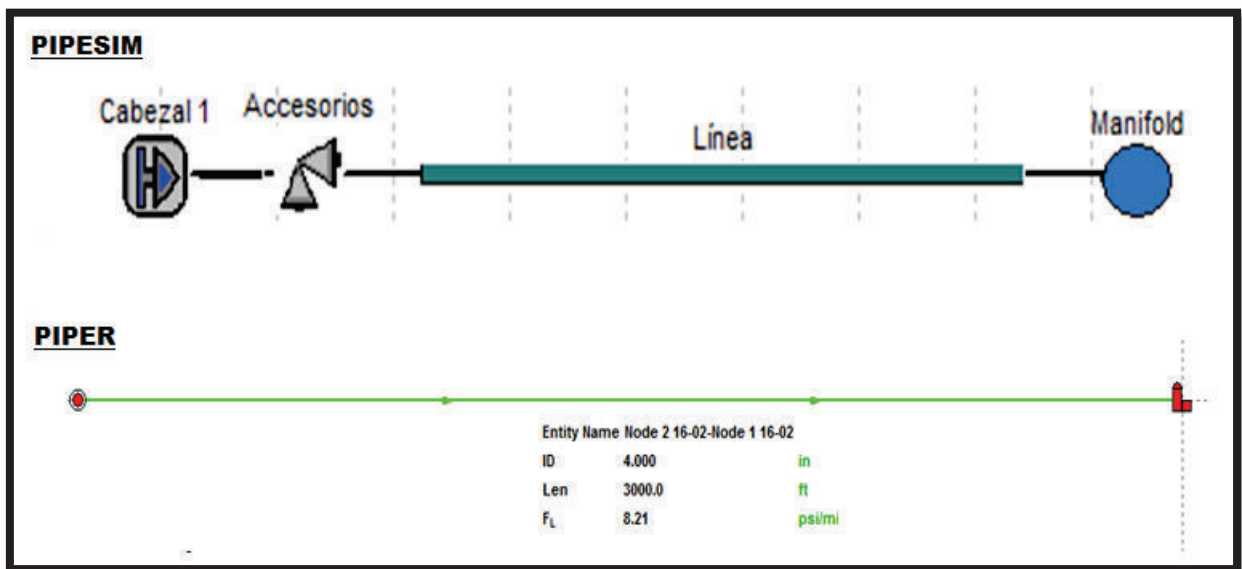 PIPESIM
Cabezal 1 Accesorios Línea Manifold
PIPER
Entity Name Node 2 16-02-Node 1 16-02
ID 4.000 in
Len 3000.0 ft
FL 8.21 psi/mi